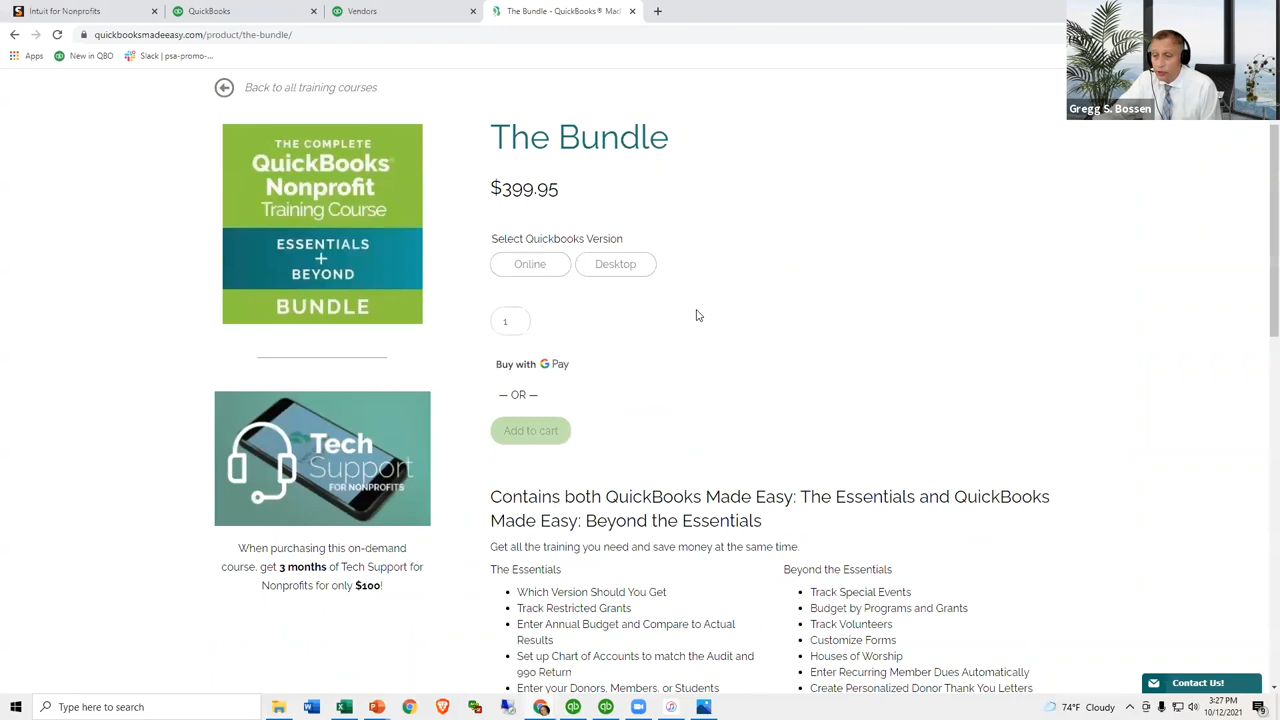 Intuit for Nonprofits
QuickBooks
Vendors
The Bundle - QuickBooks® Mad
quickbooksmadeeasy.com/product/the-bundle/
Apps
New in QBO
Slack | psa-promo-...
Gregg S. Bossen
Back to all training courses
THE COMPLETE
QuickBooks
Nonprofit
Training Course
ESSENTIALS
+
BEYOND
BUNDLE
Tech
Support
FOR NONPROFITS
When purchasing this on-demand
course, get 3 months of Tech Support for
Nonprofits for only $100!
The Bundle
$399.95
Select Quickbooks Version
Online
Desktop
1
Buy with G Pay
— OR —
Add to cart
Contains both QuickBooks Made Easy: The Essentials and QuickBooks
Made Easy: Beyond the Essentials
Get all the training you need and save money at the same time.
The Essentials
Which Version Should You Get
Track Restricted Grants
Enter Annual Budget and Compare to Actual
Results
Set up Chart of Accounts to match the Audit and
990 Return
Enter your Donors, Members, or Students
Beyond the Essentials
Track Special Events
Budget by Programs and Grants
Track Volunteers
Customize Forms
Houses of Worship
Enter Recurring Member Dues Automatically
Create Personalized Donor Thank You Letters
Contact Us!
Type here to search
74°F Cloudy
3:27 PM
10/12/2021